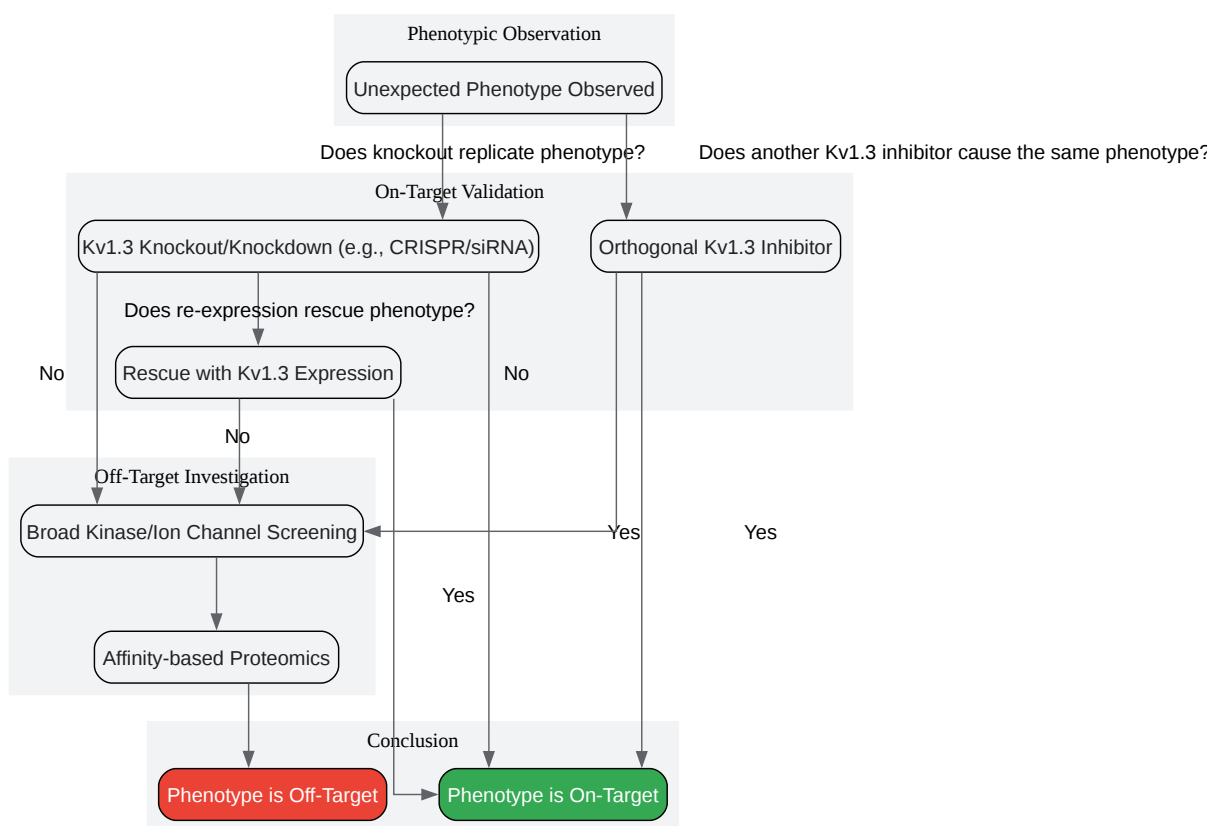 Phenotypic Observation
Unexpected Phenotype Observed
Does knockout replicate phenotype?
Does another Kv1.3 inhibitor cause the same phenotype?
On-Target Validation
Kv1.3 Knockout/Knockdown (e.g., CRISPR/siRNA)
Orthogonal Kv1.3 Inhibitor
Does re-expression rescue phenotype?
No
Rescue with Kv1.3 Expression
No
No
Off-Target Investigation
Broad Kinase/Ion Channel Screening
Yes
Yes
Yes
Affinity-based Proteomics
Conclusion
Phenotype is Off-Target
Phenotype is On-Target